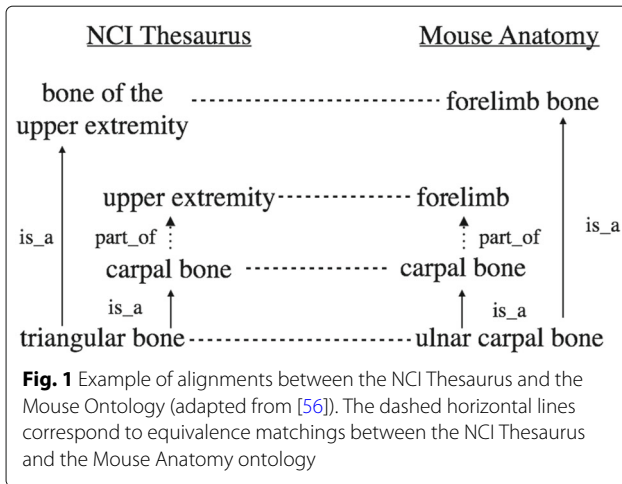 NCI Thesaurus Mouse Anatomy
bone of the
upper extremity forelimb bone
upper extremity forelimb
is_a part_of part_of is_a
carpal bone carpal bone
is_a is_a
triangular bone ulnar carpal bone
Fig. 1 Example of alignments between the NCI Thesaurus and the
Mouse Ontology (adapted from [56]). The dashed horizontal lines
correspond to equivalence matchings between the NCI Thesaurus
and the Mouse Anatomy ontology